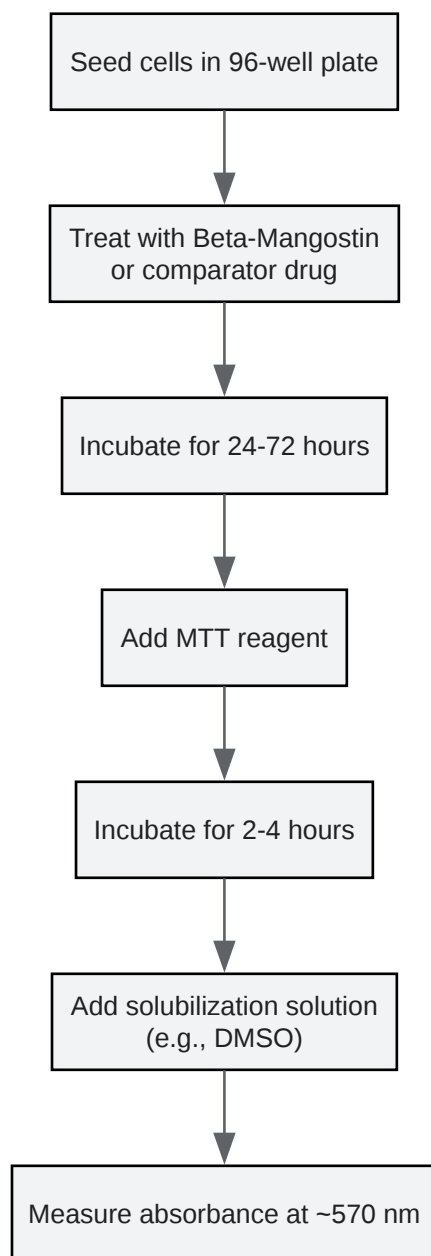 Seed cells in 96-well plate
Treat with Beta-Mangostin
or comparator drug
Incubate for 24-72 hours
Add MTT reagent
Incubate for 2-4 hours
Add solubilization solution
(e.g., DMSO)
Measure absorbance at ~570 nm